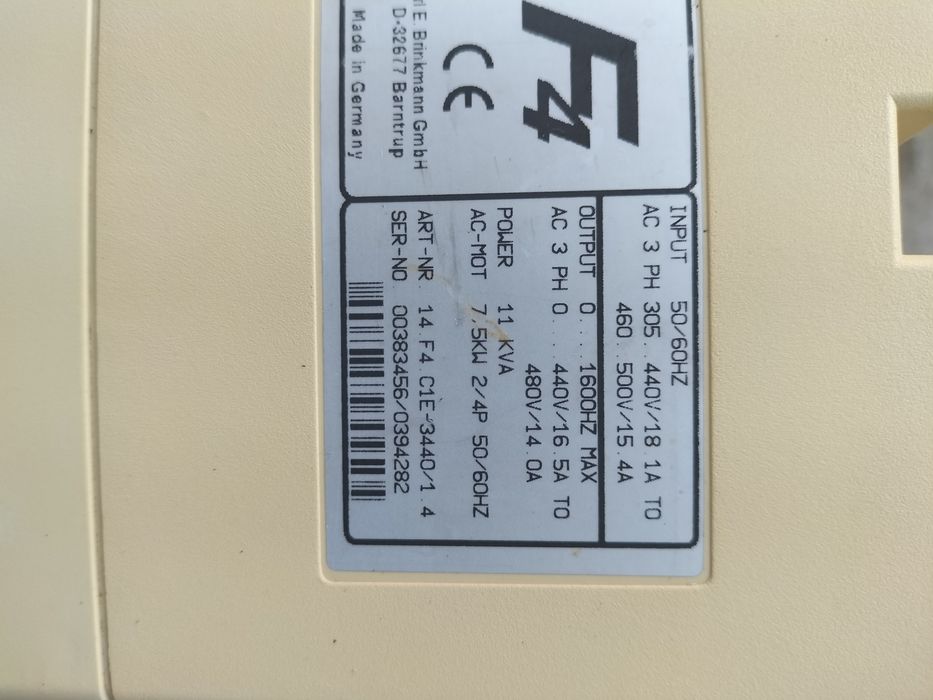 F4
CE
E. Brinkmann GmbH
D-32677 Barntrup
Made in Germany
INPUT 50/60HZ
AC 3 PH 305. 440V/18.1A TO
460. 500V/15.4A
OUTPUT 0... 1600HZ MAX
AC 3 PH 0... 440V/16.5A TO
480V/14.0A
POWER 11 KVA
AC-MOT 7.5KW 2/4P 50/60HZ
ART-NR. 14.F4.C1E-3440/1.4
SER-NO. 00383456/0394282